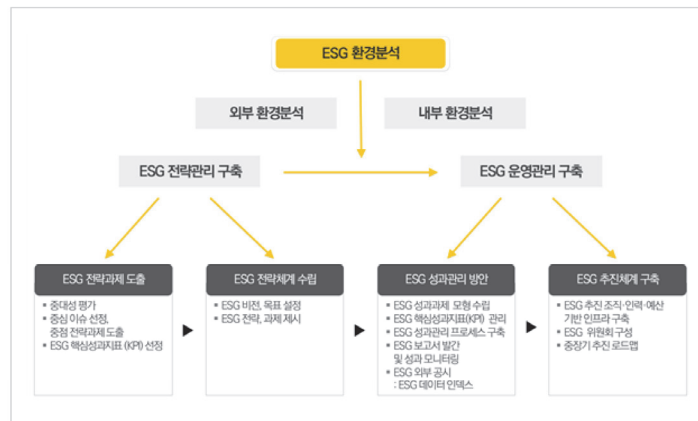 ESG 환경분석
외부 환경분석
내부 환경분석
ESG 전략관리 구축
ESG 운영관리 구축
ESG 전략과제 도출
▪ 중대성 평가
▪ 중심 이슈 선정,
중점 전략과제 도출
▪ ESG 핵심성과지표 (KPI) 선정
ESG 전략체계 수립
▪ ESG 비전, 목표 설정
▪ ESG 전략, 과제 제시
ESG 성과관리 방안
▪ ESG 성과과제 모형 수립
▪ ESG 핵심성과지표(KPI) 관리
▪ ESG 성과관리 프로세스 구축
▪ ESG 보고서 발간
및 성과 모니터링
▪ ESG 외부 공시
: ESG 데이터 인덱스
ESG 추진체계 구축
▪ ESG 추진 조직·인력·예산
기반 인프라 구축
▪ ESG 위원회 구성
▪ 중장기 추진 로드맵